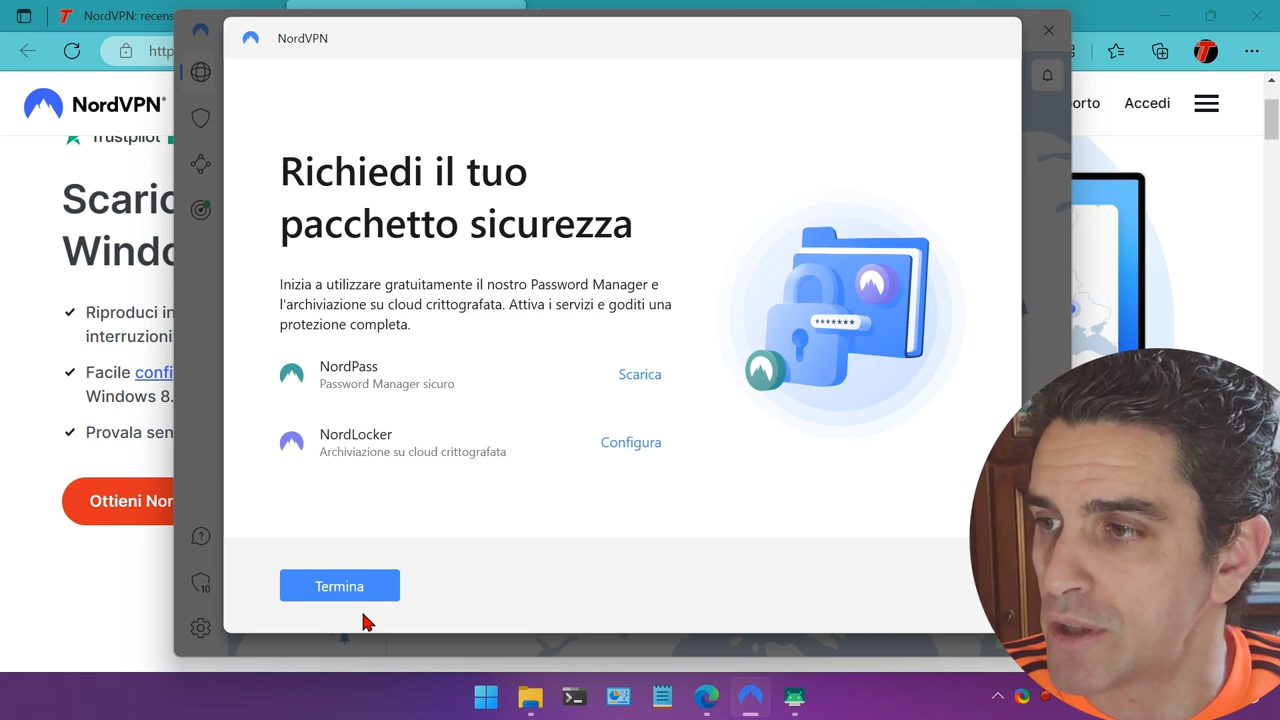 NordVPN: recens
http
NordVPN
NordVPN®
orto
Accedi
Trustpilot
Scaric
Windo
Riproduci in
interruzioni
Facile confi
Windows 8.
Provala sen
Ottieni Nor
Richiedi il tuo
pacchetto sicurezza
Inizia a utilizzare gratuitamente il nostro Password Manager e
l'archiviazione su cloud crittografata. Attiva i servizi e goditi una
protezione completa.
NordPass
Password Manager sicuro
Scarica
NordLocker
Archiviazione su cloud crittografata
Configura
*******
10
Termina